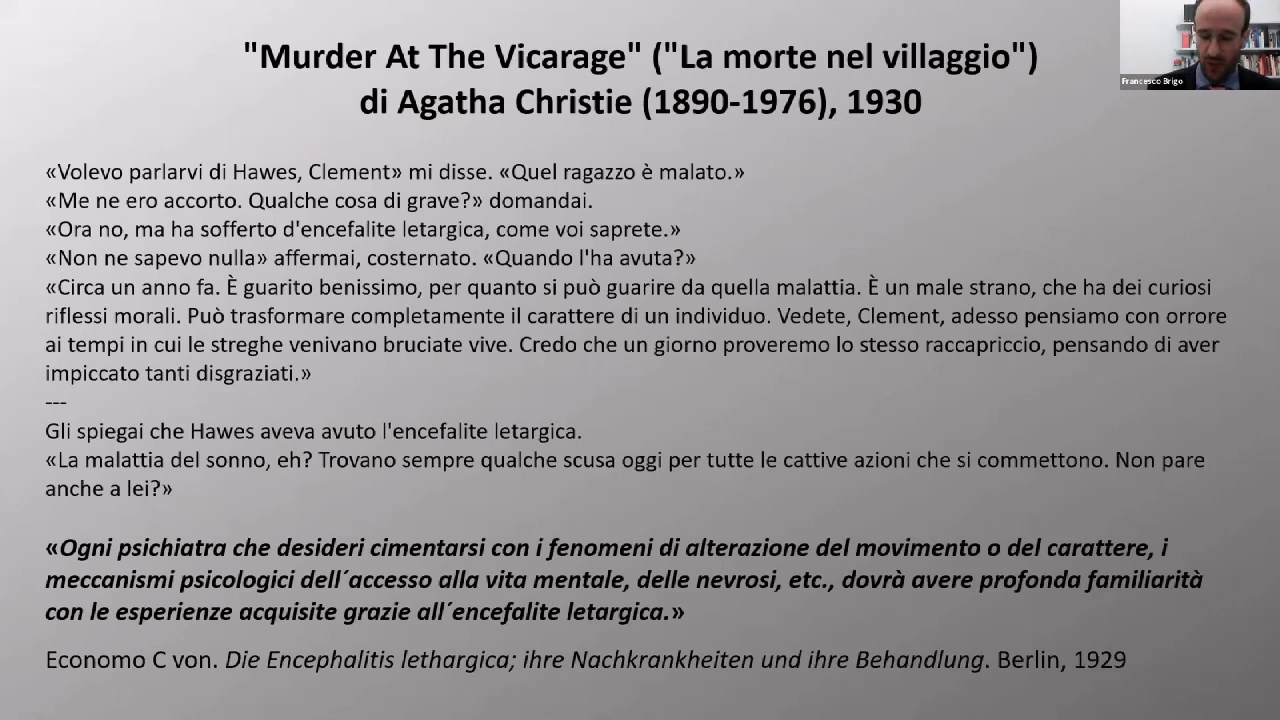 "Murder At The Vicarage" ("La morte nel villaggio")
di Agatha Christie (1890-1976), 1930
Francesco Brigo
«Volevo parlarvi di Hawes, Clement» mi disse. «Quel ragazzo è malato.»
«Me ne ero accorto. Qualche cosa di grave?» domandai.
«Ora no, ma ha sofferto d'encefalite letargica, come voi saprete.»
«Non ne sapevo nulla» affermai, costernato. «Quando l'ha avuta?»
«Circa un anno fa. È guarito benissimo, per quanto si può guarire da quella malattia. È un male strano, che ha dei curiosi
riflessi morali. Può trasformare completamente il carattere di un individuo. Vedete, Clement, adesso pensiamo con orrore
ai tempi in cui le streghe venivano bruciate vive. Credo che un giorno proveremo lo stesso raccapriccio, pensando di aver
impiccato tanti disgraziati.»
---
Gli spiegai che Hawes aveva avuto l'encefalite letargica.
«La malattia del sonno, eh? Trovano sempre qualche scusa oggi per tutte le cattive azioni che si commettono. Non pare
anche a lei?»
«Ogni psichiatra che desideri cimentarsi con i fenomeni di alterazione del movimento o del carattere, i
meccanismi psicologici dell´accesso alla vita mentale, delle nevrosi, etc., dovrà avere profonda familiarità
con le esperienze acquisite grazie all´encefalite letargica.»
Economo C von. Die Encephalitis lethargica; ihre Nachkrankheiten und ihre Behandlung. Berlin, 1929